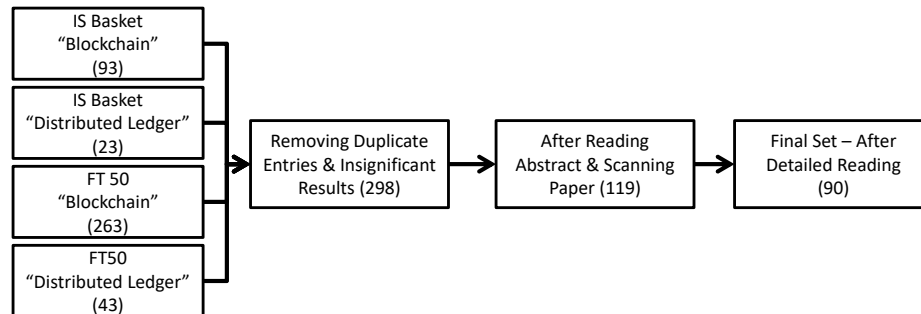 IS Basket
“Blockchain”
(93)
IS Basket
“Distributed Ledger”
(23)
FT 50
“Blockchain”
(263)
FT50
“Distributed Ledger”
(43)
Removing Duplicate
Entries & Insignificant
Results (298)
After Reading
Abstract & Scanning
Paper (119)
Final Set – After
Detailed Reading
(90)